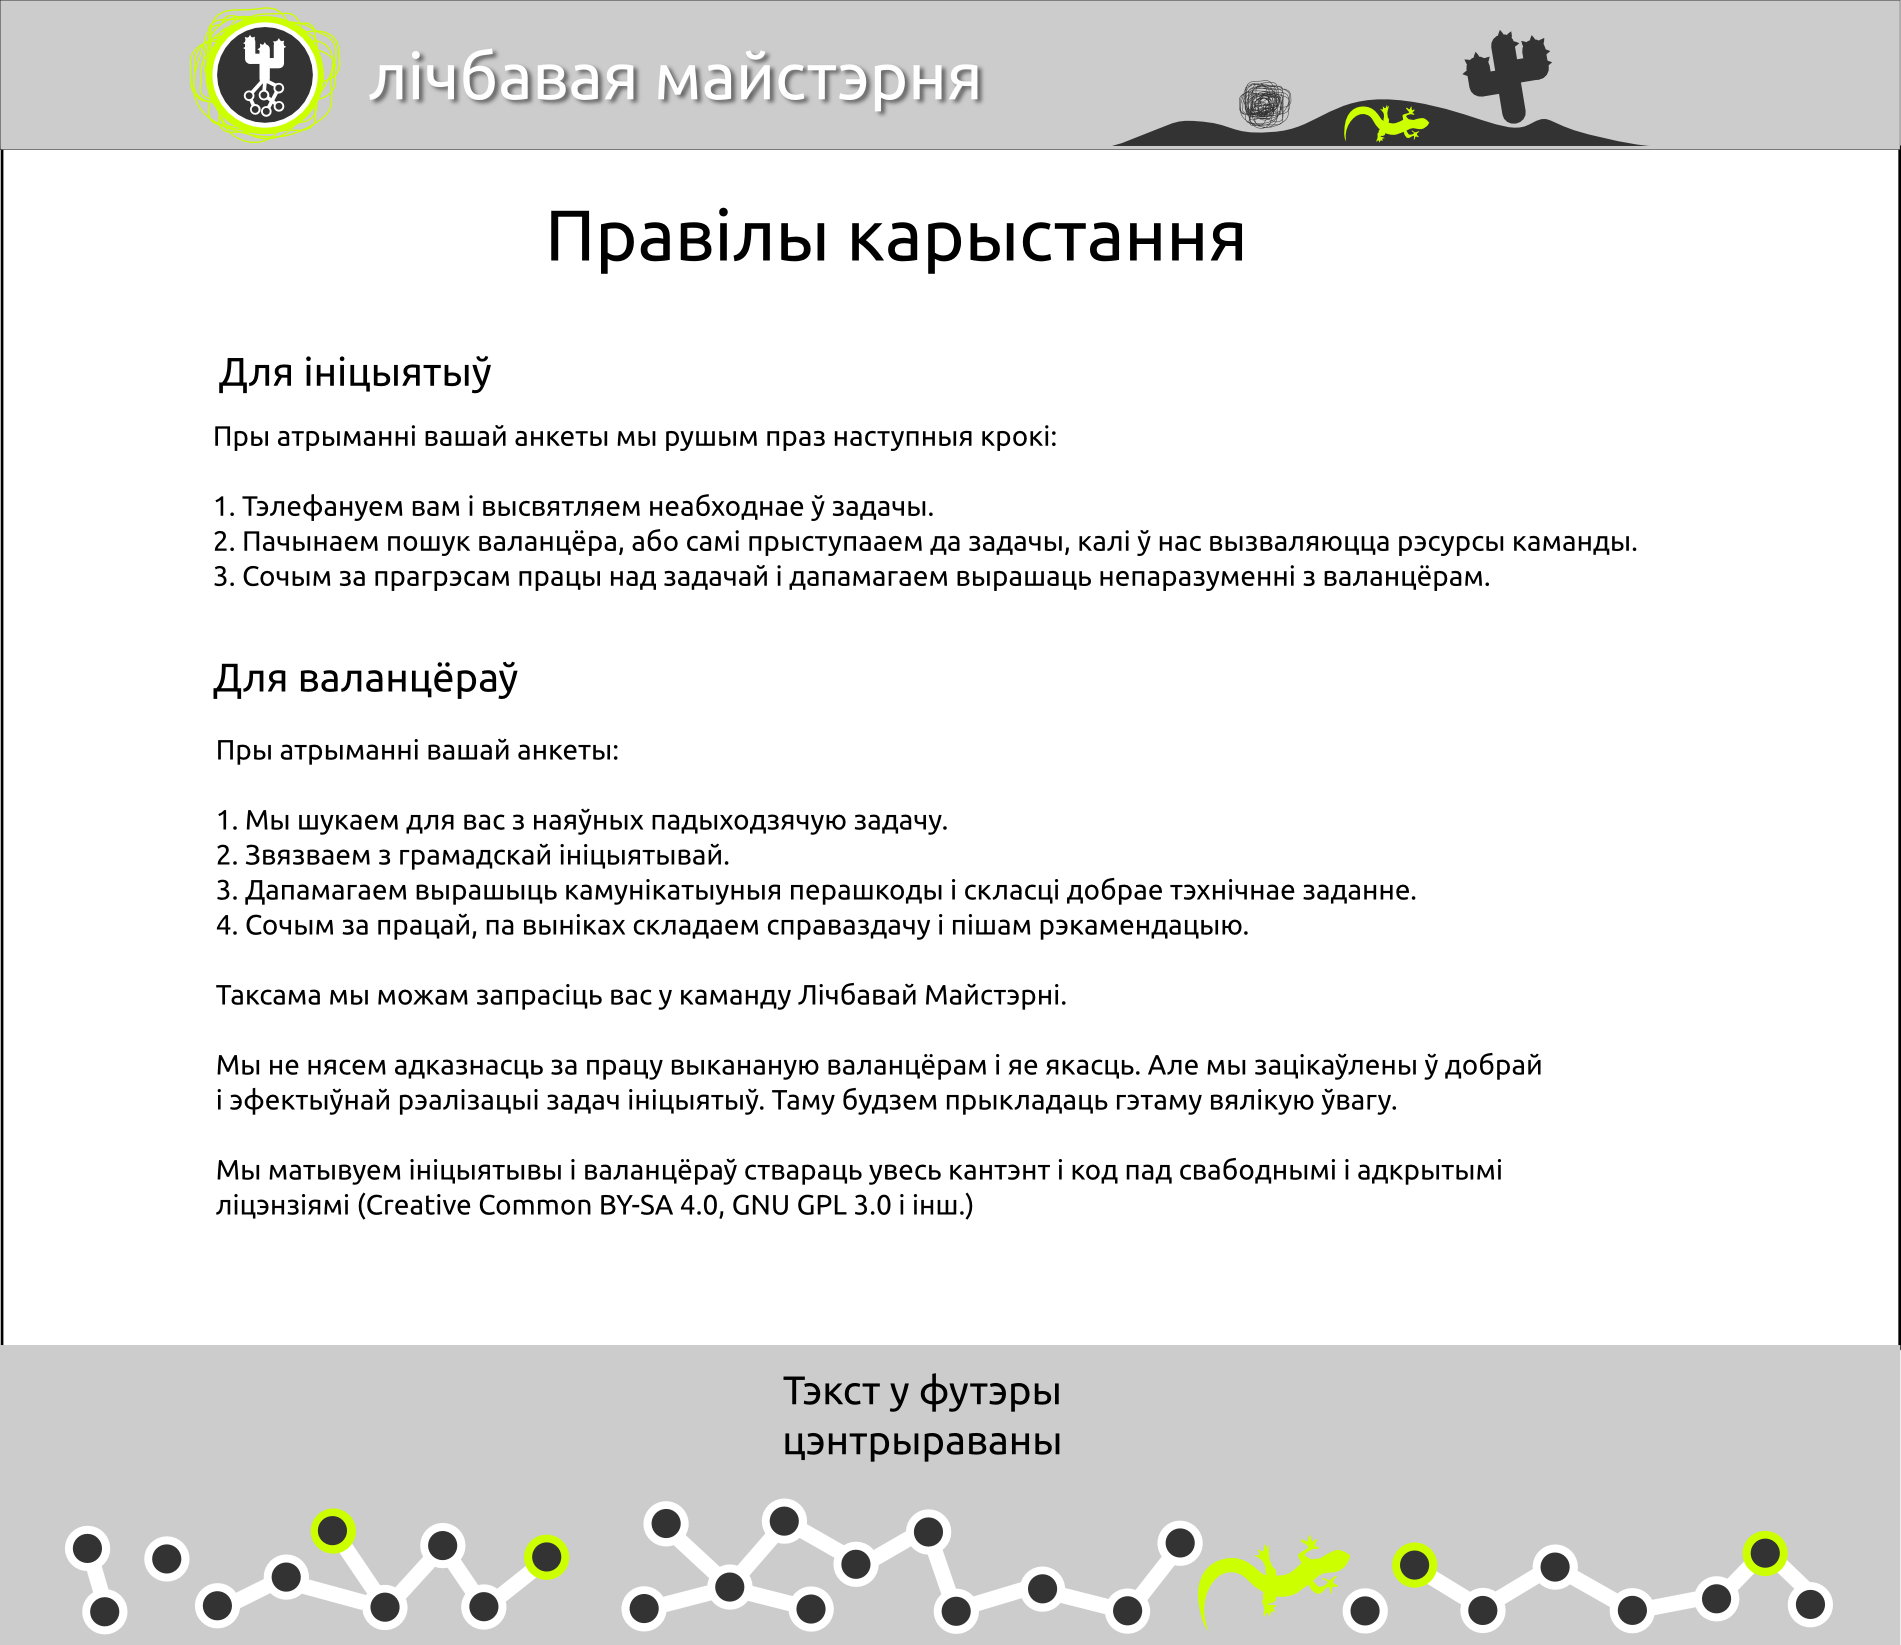 лічбавая майстэрня
Правілы карыстання
Для ініцыятыў
Пры атрыманні вашай анкеты мы рушым праз наступныя крокі:
1. Тэлефануем вам і высвятляем неабходнае ў задачы.
2. Пачынаем пошук валанцёра, або самі прыступааем да задачы, калі ў нас вызваляюцца рэсурсы каманды.
3. Сочым за прагрэсам працы над задачай і дапамагаем вырашаць непаразуменні з валанцёрам.
Для валанцёраў
Пры атрыманні вашай анкеты:
1. Мы шукаем для вас з наяўных падыходзячую задачу.
2. Звязваем з грамадскай ініцыятывай.
3. Дапамагаем вырашыць камунікатыуныя перашкоды і скласці добрае тэхнічнае заданне.
4. Сочым за працай, па выніках складаем справаздачу і пішам рэкамендацыю.
Таксама мы можам запрасіць вас у каманду Лічбавай Майстэрні.
Мы не нясем адказнасць за працу выкананую валанцёрам і яе якасць. Але мы зацікаўлены ў добрай
і эфектыўнай рэалізацыі задач ініцыятыў. Таму будзем прыкладаць гэтаму вялікую ўвагу.
Мы матывуем ініцыятывы і валанцёраў ствараць увесь кантэнт і код пад свабоднымі і адкрытымі
ліцэнзіямі (Creative Common BY-SA 4.0, GNU GPL 3.0 і інш.)
Тэкст у футэры
цэнтрыраваны